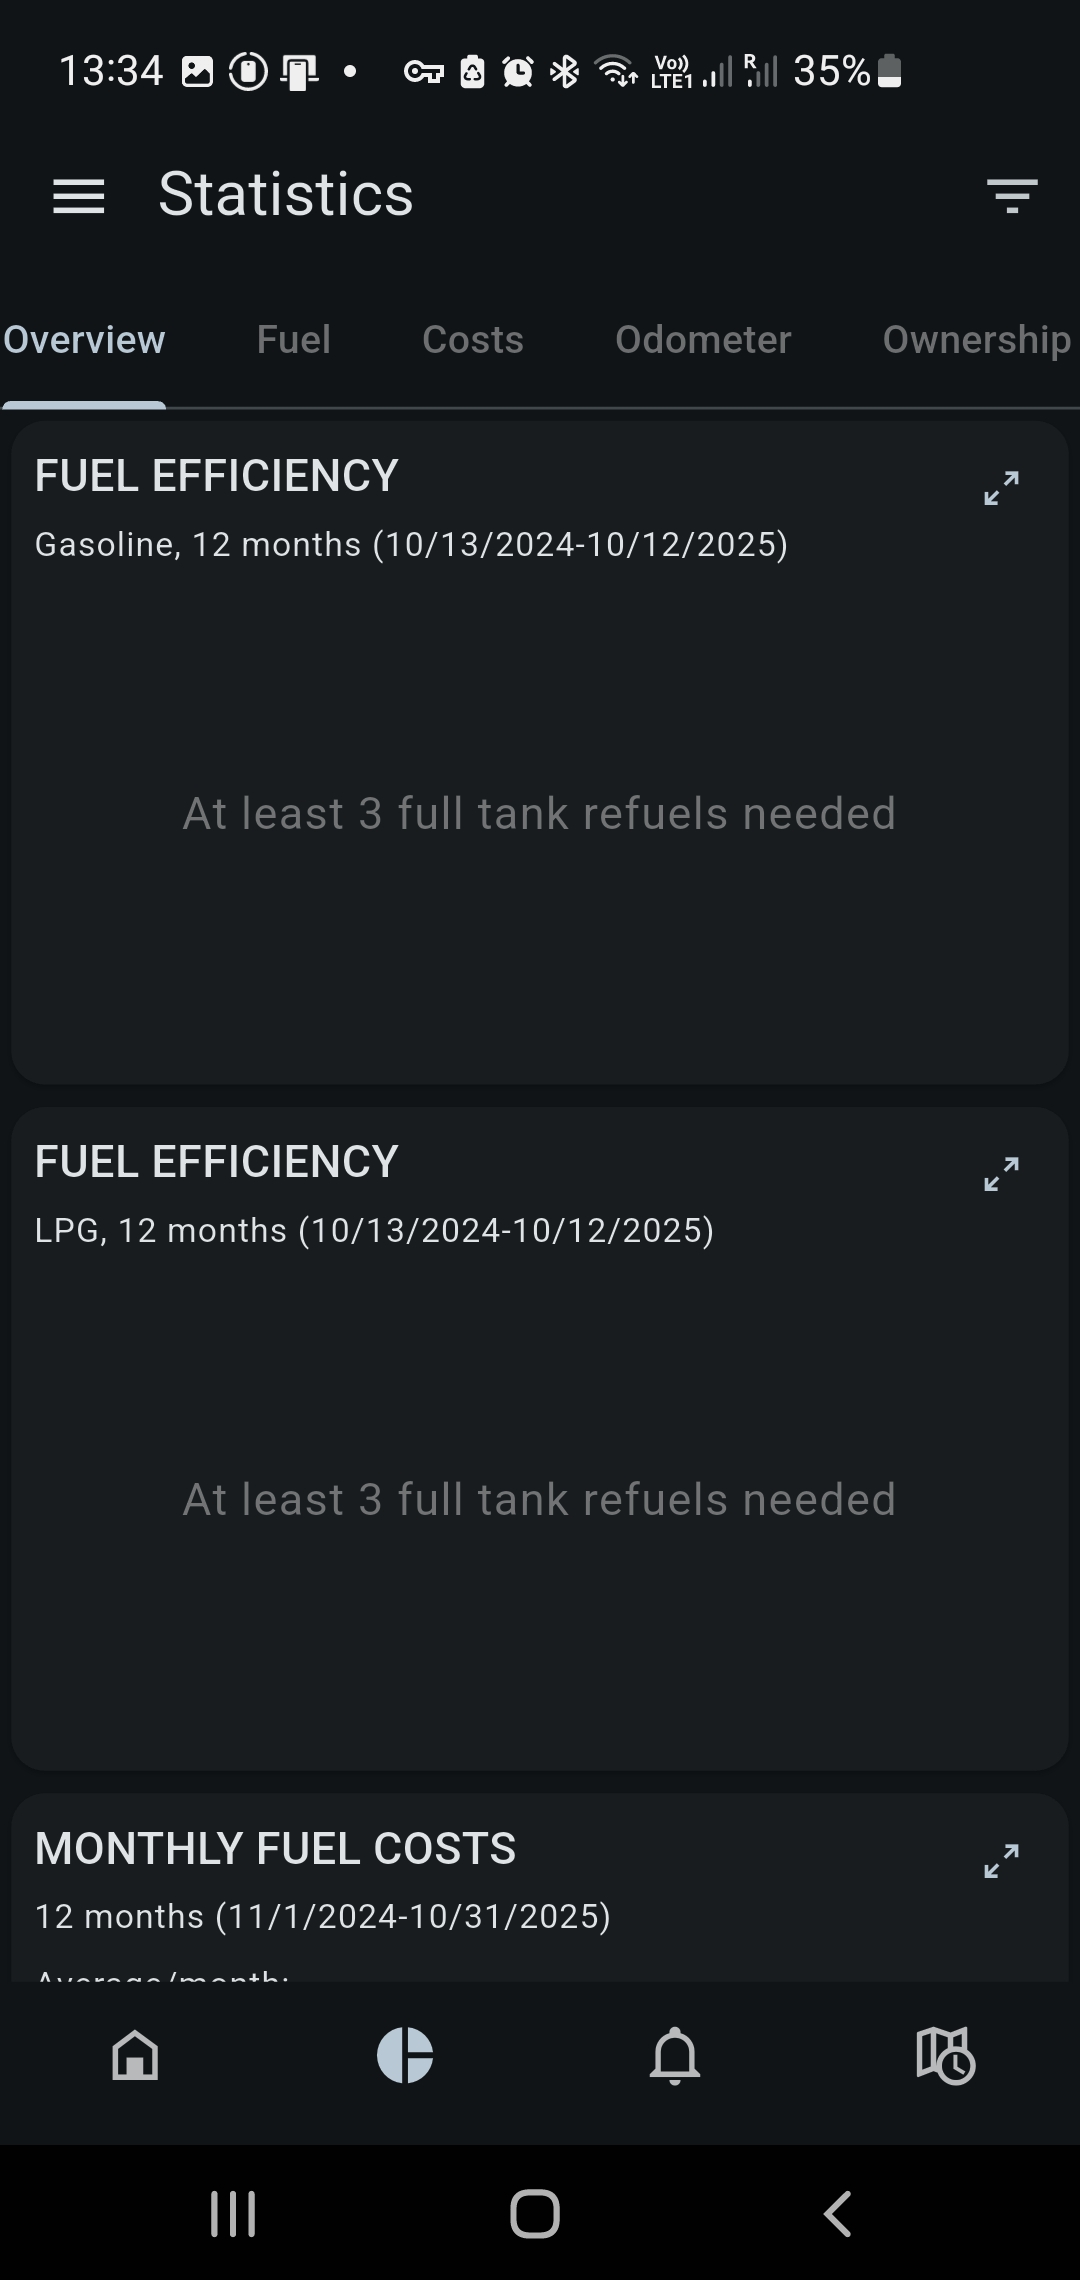 13:34 Vo)) LTE1 R 35%
Statistics
Overview Fuel Costs Odometer Ownership
FUEL EFFICIENCY
Gasoline, 12 months (10/13/2024-10/12/2025)
At least 3 full tank refuels needed
FUEL EFFICIENCY
LPG, 12 months (10/13/2024-10/12/2025)
At least 3 full tank refuels needed
MONTHLY FUEL COSTS
12 months (11/1/2024-10/31/2025)
Average/month: